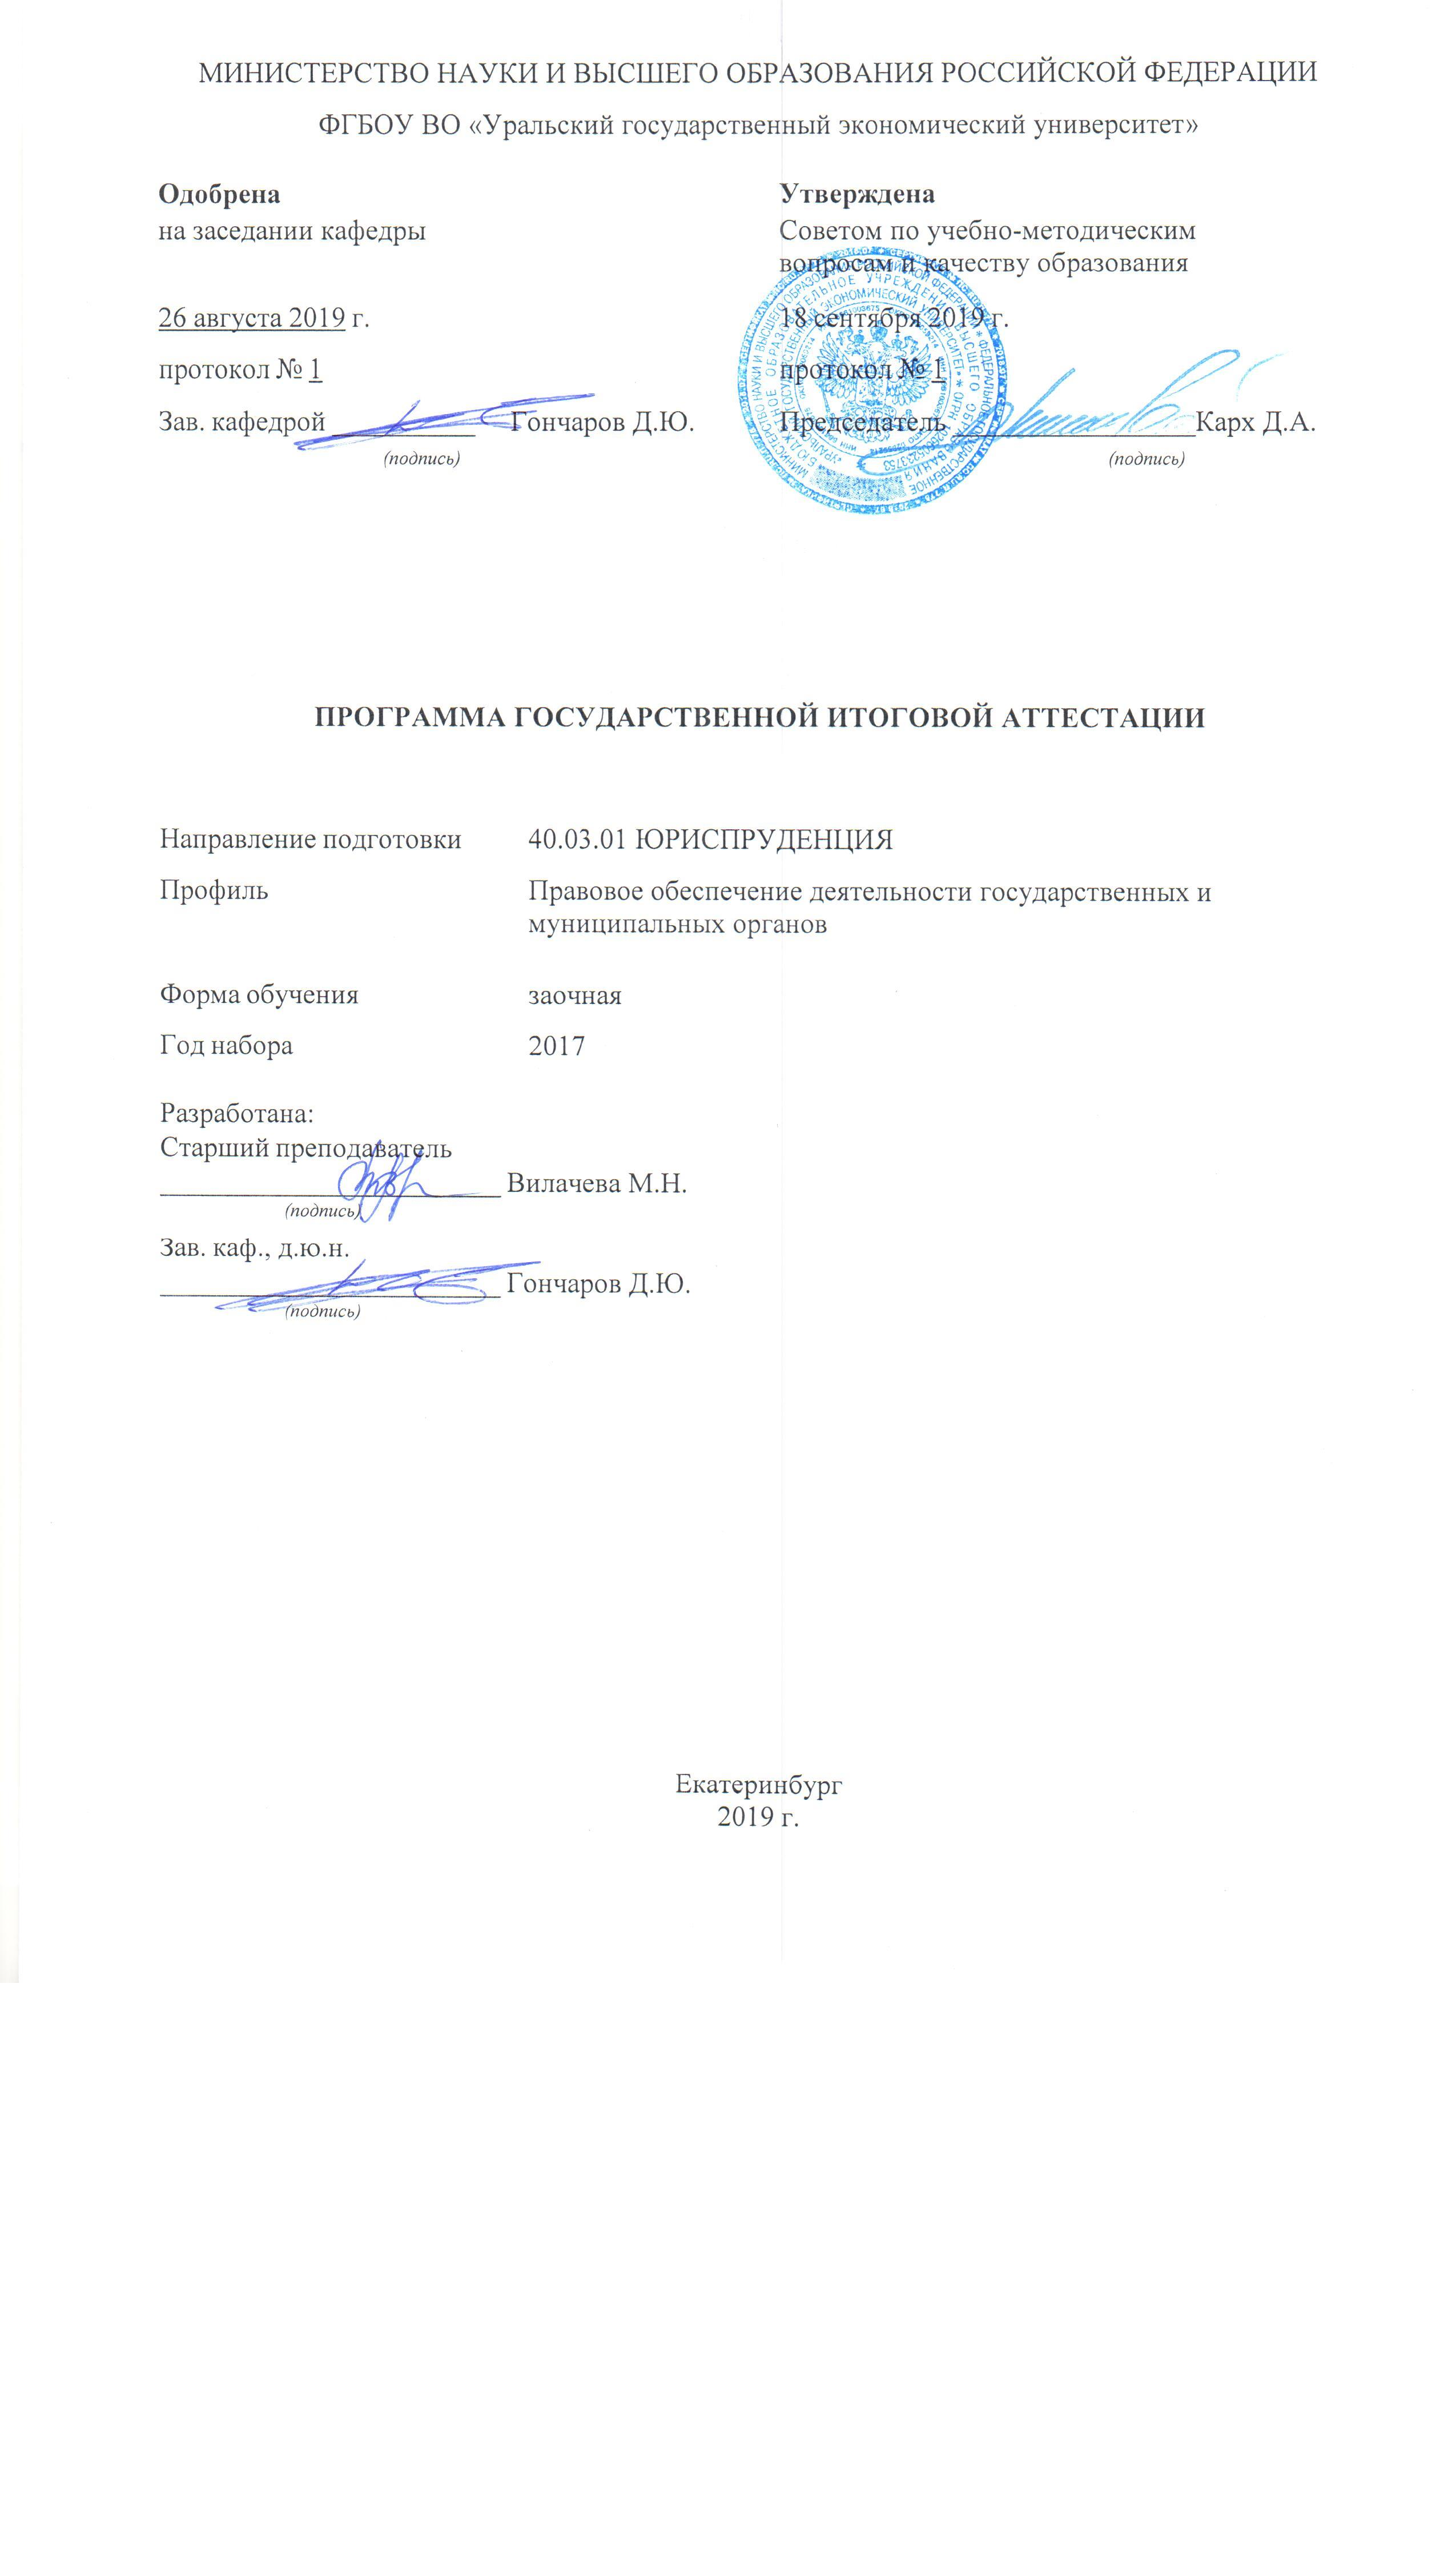 МИНИСТЕРСТВО НАУКИ И ВЫСШЕГО ОБРАЗОВАНИЯ РОССИЙСКОЙ ФЕДЕРАЦИИ
ФГБОУ ВО «Уральский государственный экономический университет»
Одобрена
на заседании кафедры
26 августа 2019 г.
протокол № 1
Зав. кафедрой Гончаров Д.Ю.
(подпись)
Утверждена
Советом по учебно-методическим
вопросам и качеству образования
18 сентября 2019 г.
протокол № 1
Председатель Карх Д.А.
(подпись)
ПРОГРАММА ГОСУДАРСТВЕННОЙ ИТОГОВОЙ АТТЕСТАЦИИ
Направление подготовки 40.03.01 ЮРИСПРУДЕНЦИЯ
Профиль Правовое обеспечение деятельности государственных и
муниципальных органов
Форма обучения заочная
Год набора 2017
Разработана:
Старший преподаватель
Вилачева М.Н.
(подпись)
Зав. каф., д.ю.н.
Гончаров Д.Ю.
(подпись)
Екатеринбург
2019 г.